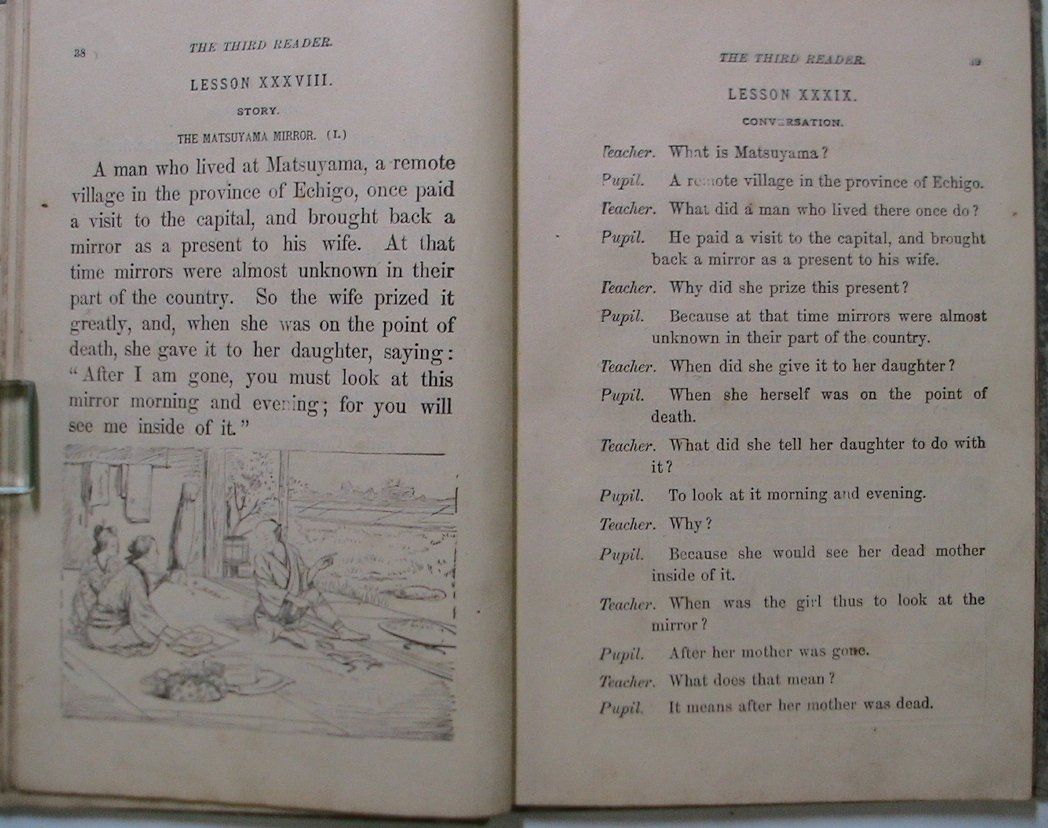 38
THE THIRD READER.
LESSON XXXVIII.
STORY.
THE MATSUYAMA MIRROR. (I.)
A man who lived at Matsuyama, a remote
village in the province of Echigo, once paid
a visit to the capital, and brought back a
mirror as a present to his wife. At that
time mirrors were almost unknown in their
part of the country. So the wife prized it
greatly, and, when she was on the point of
death, she gave it to her daughter, saying:
“After I am gone, you must look at this
mirror morning and evening; for you will
see me inside of it.”
THE THIRD READER.
39
LESSON XXXIX.
CONVERSATION.
Teacher. What is Matsuyama?
Pupil. A remote village in the province of Echigo.
Teacher. What did a man who lived there once do?
Pupil. He paid a visit to the capital, and brought
back a mirror as a present to his wife.
Teacher. Why did she prize this present?
Pupil. Because at that time mirrors were almost
unknown in their part of the country.
Teacher. When did she give it to her daughter?
Pupil. When she herself was on the point of
death.
Teacher. What did she tell her daughter to do with
it?
Pupil. To look at it morning and evening.
Teacher. Why?
Pupil. Because she would see her dead mother
inside of it.
Teacher. When was the girl thus to look at the
mirror?
Pupil. After her mother was gone.
Teacher. What does that mean?
Pupil. It means after her mother was dead.